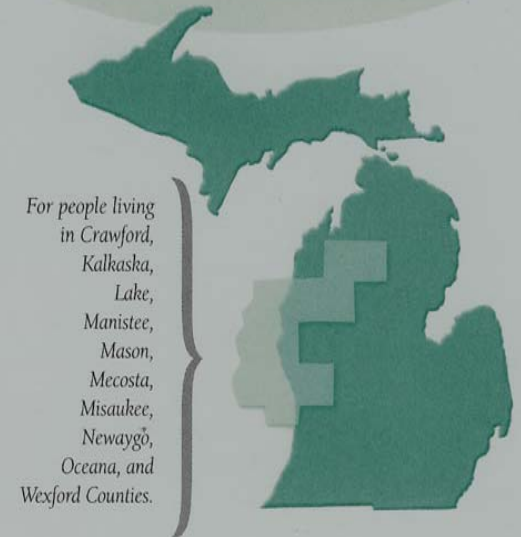 For people living
in Crawford,
Kalkaska,
Lake,
Manistee,
Mason,
Mecosta,
Misaukee,
Newaygo,
Oceana, and
Wexford Counties.